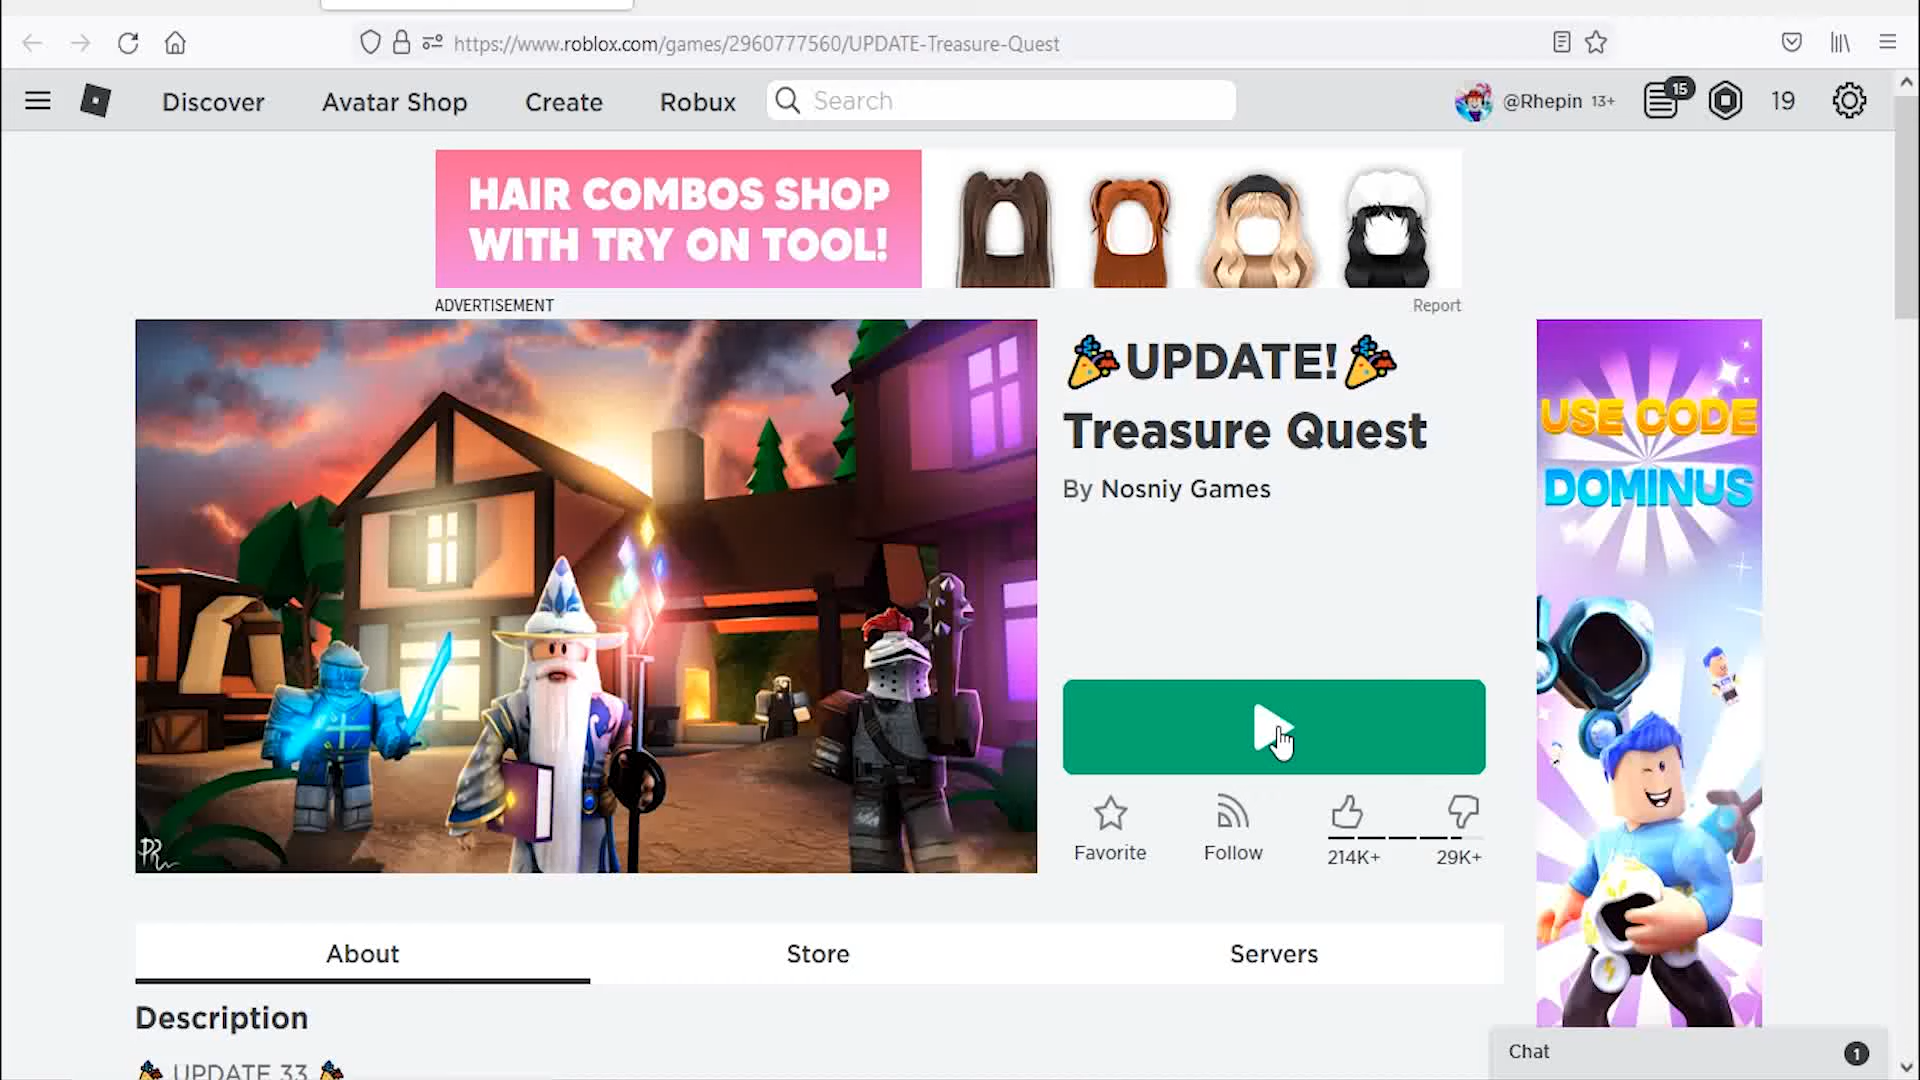 https://www.roblox.com/games/2960777560/UPDATE-Treasure-Quest
Discover
Avatar Shop
Create
Robux
Search
@Rhepin 13+
15
19
HAIR COMBOS SHOP
WITH TRY ON TOOL!
ADVERTISEMENT
Report
UPDATE!
Treasure Quest
By Nosniy Games
USE CODE
DOMINUS
Favorite
Follow
214K+
29K+
About
Store
Servers
Description
UPDATE 33
Chat
1